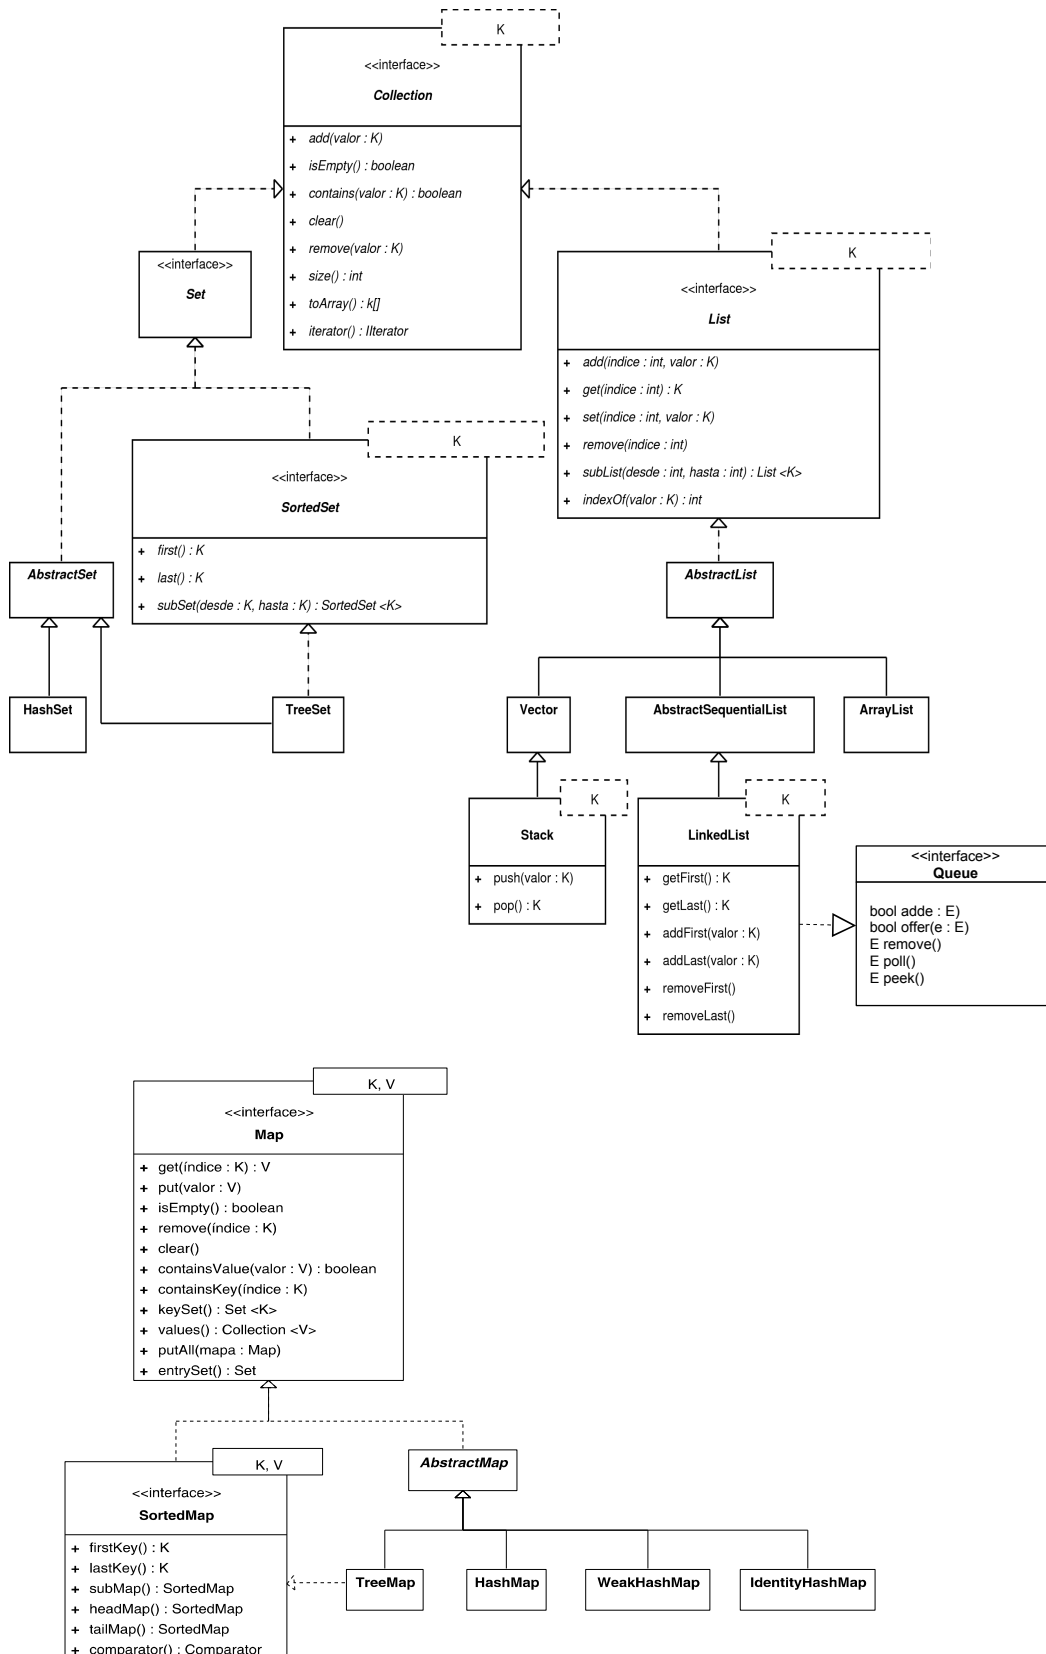 K
<<interface>>
Collection
+ add(valor : K)
+ isEmpty() : boolean
+ contains(valor : K) : boolean
+ clear()
+ remove(valor : K)
+ size() : int
+ toArray() : k[]
+ iterator() : IIterator
<<interface>>
Set
K
<<interface>>
List
+ add(indice : int, valor : K)
+ get(indice : int) : K
+ set(indice : int, valor : K)
+ remove(indice : int)
+ subList(desde : int, hasta : int) : List <K>
+ indexOf(valor : K) : int
K
<<interface>>
SortedSet
+ first() : K
+ last() : K
+ subSet(desde : K, hasta : K) : SortedSet <K>
AbstractSet
AbstractList
HashSet
TreeSet
Vector
AbstractSequentialList
ArrayList
K
Stack
+ push(valor : K)
+ pop() : K
K
LinkedList
+ getFirst() : K
+ getLast() : K
+ addFirst(valor : K)
+ addLast(valor : K)
+ removeFirst()
+ removeLast()
<<interface>>
Queue
bool adde : E)
bool offer(e : E)
E remove()
E poll()
E peek()
K, V
<<interface>>
Map
+ get(índice : K) : V
+ put(valor : V)
+ isEmpty() : boolean
+ remove(índice : K)
+ clear()
+ containsValue(valor : V) : boolean
+ containsKey(índice : K)
+ keySet() : Set <K>
+ values() : Collection <V>
+ putAll(mapa : Map)
+ entrySet() : Set
K, V
<<interface>>
SortedMap
+ firstKey() : K
+ lastKey() : K
+ subMap() : SortedMap
+ headMap() : SortedMap
+ tailMap() : SortedMap
+ comparator() : Comparator
AbstractMap
TreeMap
HashMap
WeakHashMap
IdentityHashMap